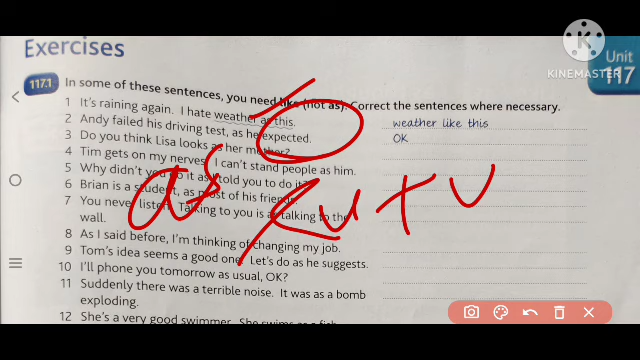 Exercises
KINEMASTER
Unit
117
117.1 In some of these sentences, you need like (not as). Correct the sentences where necessary.
1 It's raining again. I hate weather as this. weather like this
2 Andy failed his driving test, as he expected. OK
3 Do you think Lisa looks as her mother?
4 Tim gets on my nerves. I can't stand people as him.
5 Why didn't you do it as I told you to do it?
6 Brian is a student, as most of his friends.
7 You never listen. Talking to you is as talking to the
wall.
8 As I said before, I'm thinking of changing my job.
9 Tom's idea seems a good one. Let's do as he suggests.
10 I'll phone you tomorrow as usual, OK?
11 Suddenly there was a terrible noise. It was as a bomb
exploding.
12 She's a very good swimmer. She swims as a fish.
as
+ v